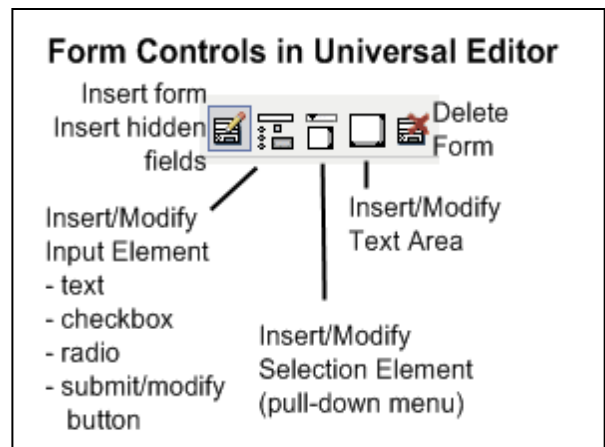 Form Controls in Universal Editor
Insert form
Insert hidden
fields
Delete
Form
Insert/Modify
Input Element
- text
- checkbox
- radio
- submit/modify
button
Insert/Modify
Text Area
Insert/Modify
Selection Element
(pull-down menu)